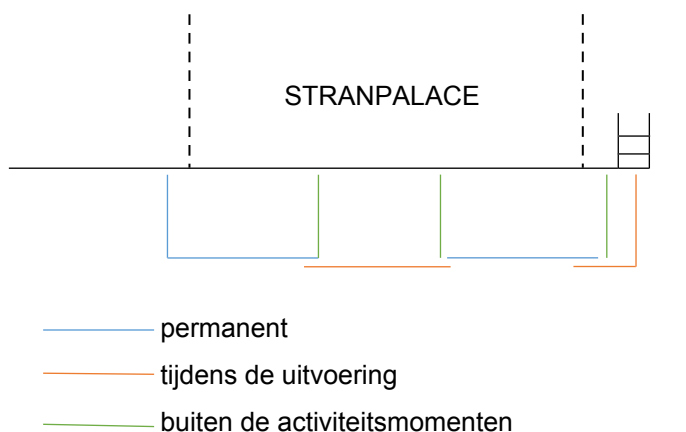 STRANPALACE
permanent
tijdens de uitvoering
buiten de activiteitsmomenten